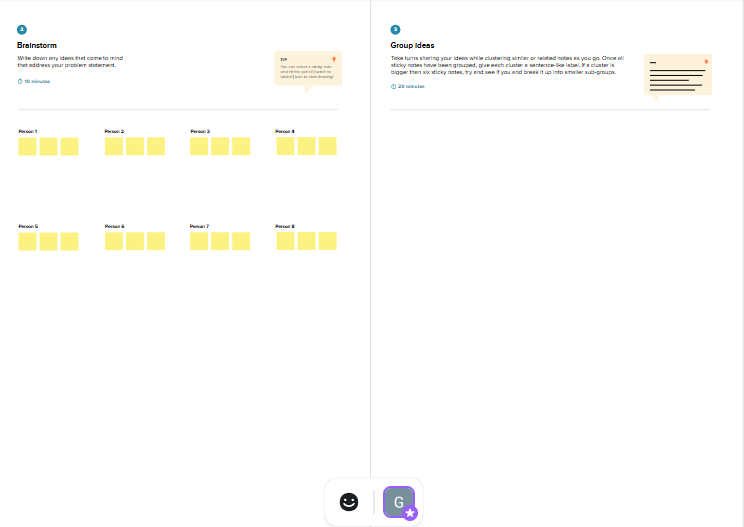 3
Brainstorm
Write down any ideas that come to mind
that address your problem statement.
10 minutes
TIP
You can select a sticky note
and hit the pencil [switch to
sketch] icon to start drawing!
Person 1
Person 2
Person 3
Person 4
Person 5
Person 6
Person 7
Person 8
3
Group ideas
Take turns sharing your ideas while clustering similar or related notes as you go. Once all
sticky notes have been grouped, give each cluster a sentence-like label. If a cluster is
bigger than six sticky notes, try and see if you and break it up into smaller sub-groups.
20 minutes
G